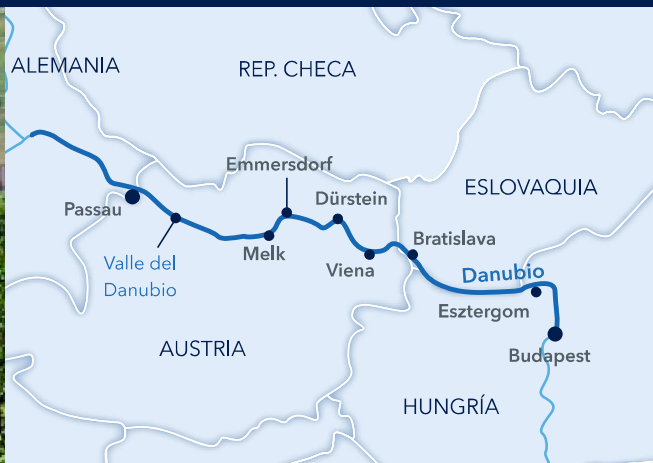 ALEMANIA
REP. CHECA
Emmersdorf
ESLOVAQUIA
Passau
Dürstein
Melk
Viena
Bratislava
Valle del
Danubio
Danubio
Esztergom
AUSTRIA
Budapest
HUNGRÍA